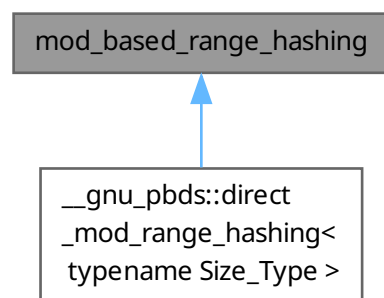 mod_based_range_hashing
__gnu_pbds::direct
_mod_range_hashing<
typename Size_Type >